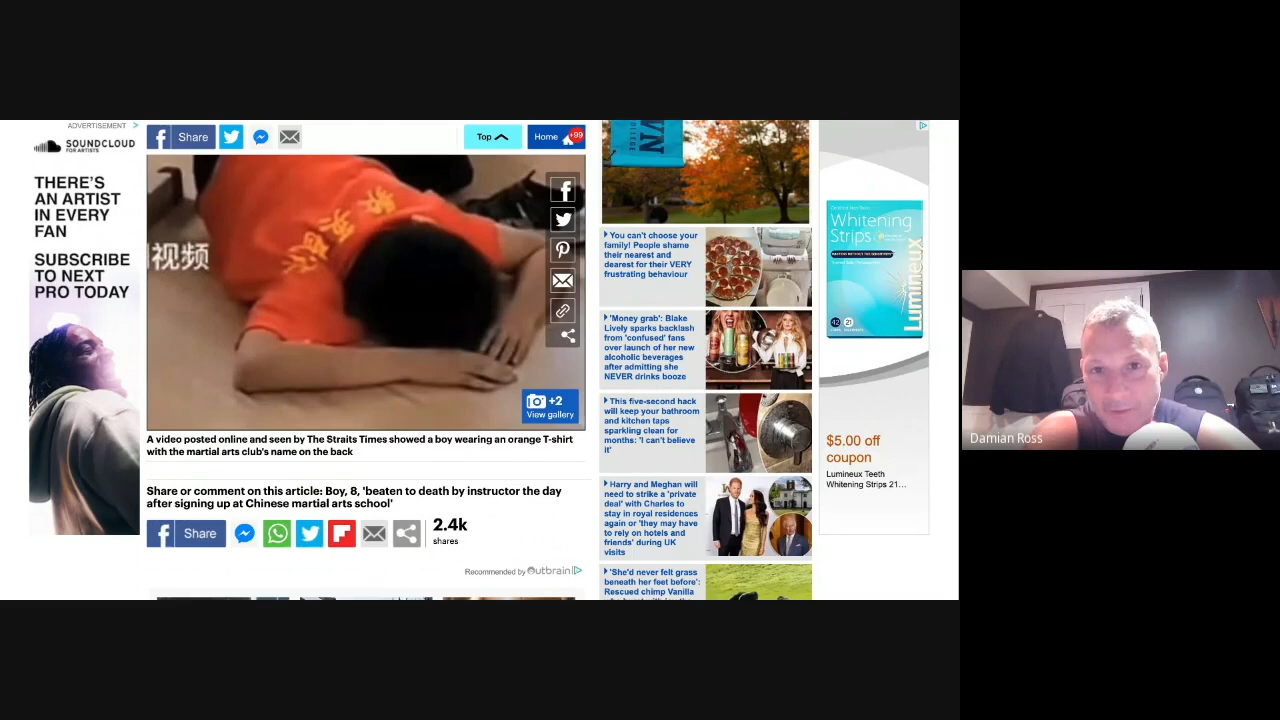 ADVERTISEMENT
SOUNDCLOUD
FOR ARTISTS
THERE'S
AN ARTIST
IN EVERY
FAN
SUBSCRIBE
TO NEXT
PRO TODAY
Share
Top
Home
+99
视频
+2
View gallery
A video posted online and seen by The Straits Times showed a boy wearing an orange T-shirt
with the martial arts club's name on the back
Share or comment on this article: Boy, 8, 'beaten to death by instructor the day
after signing up at Chinese martial arts school'
Share
2.4k
shares
Recommended by Outbrain
You can't choose your
family! People shame
their nearest and
dearest for their VERY
frustrating behaviour
'Money grab': Blake
Lively sparks backlash
from 'confused' fans
over launch of her new
alcoholic beverages
after admitting she
NEVER drinks booze
This five-second hack
will keep your bathroom
and kitchen taps
sparkling clean for
months: 'I can't believe
it'
Harry and Meghan will
need to strike a 'private
deal' with Charles to
stay in royal residences
again or 'they may have
to rely on hotels and
friends' during UK
visits
'She'd never felt grass
beneath her feet before':
Rescued chimp Vanilla
Whitening
Strips
Lumineux
42
21
$5.00 off
coupon
Lumineux Teeth
Whitening Strips 21...
Damian Ross